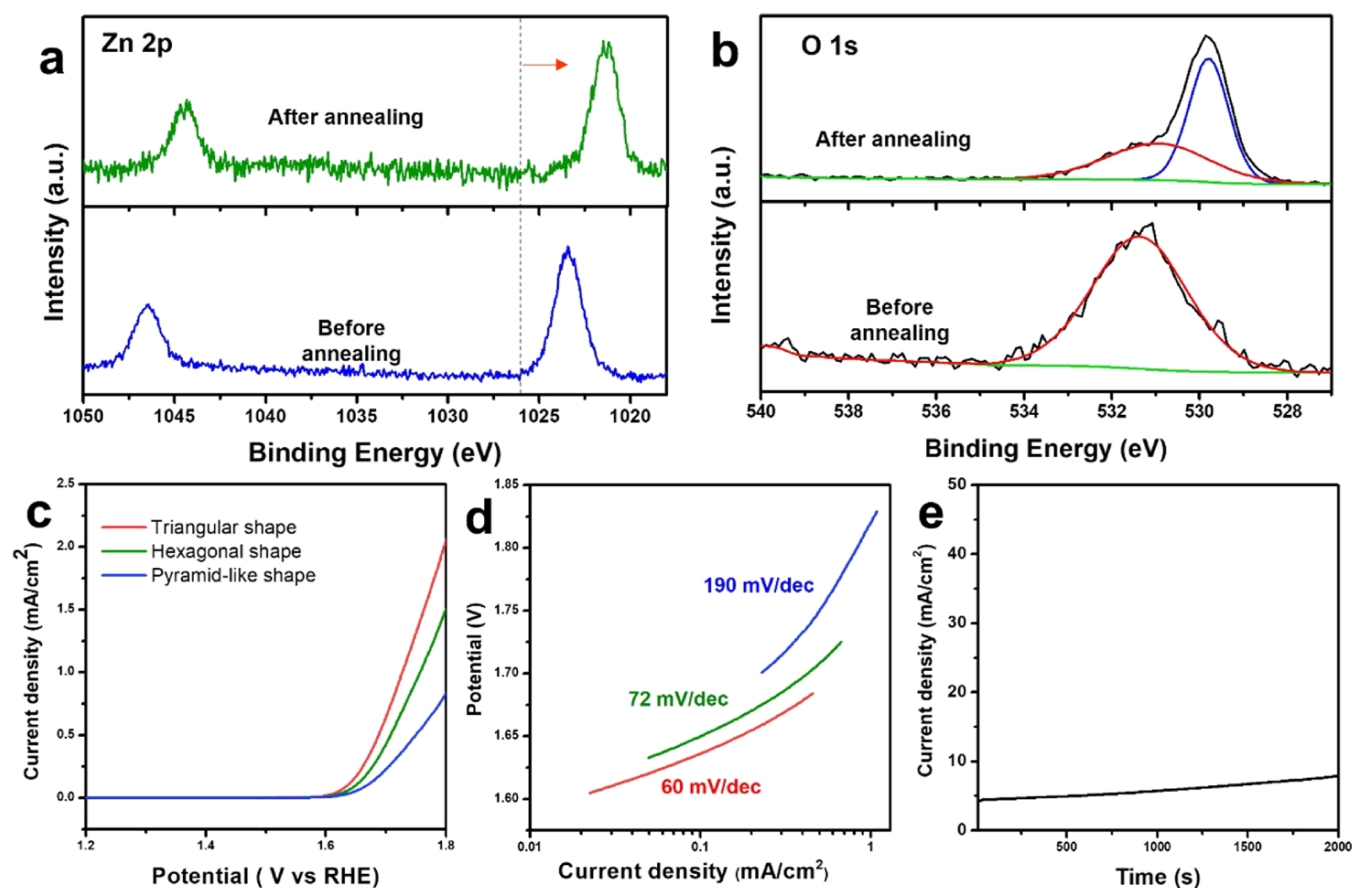 a
Zn 2p
After annealing
Before
annealing
Intensity (a.u.)
1050 1045 1040 1035 1030 1025 1020
Binding Energy (eV)
b
O 1s
After annealing
Before
annealing
Intensity (a.u.)
540 538 536 534 532 530 528
Binding Energy (eV)
c
Triangular shape
Hexagonal shape
Pyramid-like shape
2.5
2.0
1.5
1.0
0.5
0.0
Current density (mA/cm2)
1.2 1.4 1.6 1.8
Potential ( V vs RHE)
d
1.85
1.80
1.75
1.70
1.65
1.60
Potential (V)
190 mV/dec
72 mV/dec
60 mV/dec
0.01 0.1 1
Current density (mA/cm2)
e
50
40
30
20
10
0
Current density (mA/cm2)
500 1000 1500 2000
Time (s)